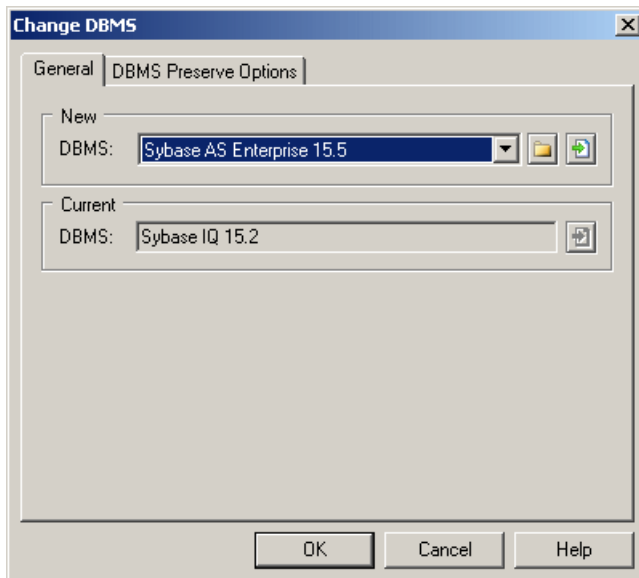 Change DBMS
General DBMS Preserve Options
New
DBMS: Sybase AS Enterprise 15.5
Current
DBMS: Sybase IQ 15.2
OK Cancel Help